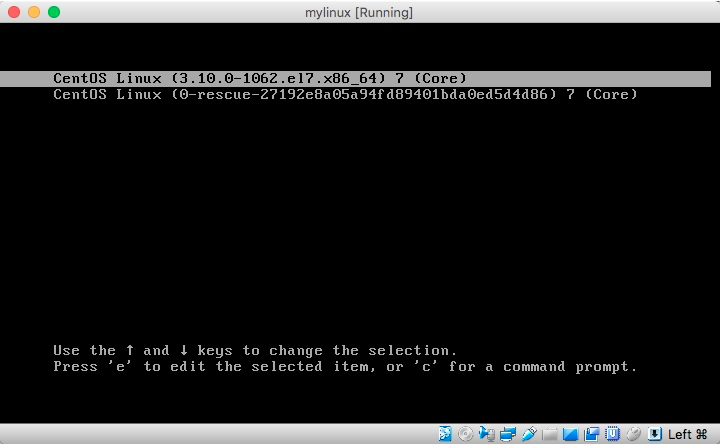 mylinux [Running]
CentOS Linux (3.10.0-1062.el7.x86_64) 7 (Core)
CentOS Linux (0-rescue-27192e8a05a94fd89401bda0ed5d4d86) 7 (Core)
Use the ↑ and ↓ keys to change the selection.
Press 'e' to edit the selected item, or 'c' for a command prompt.
Left ⌘